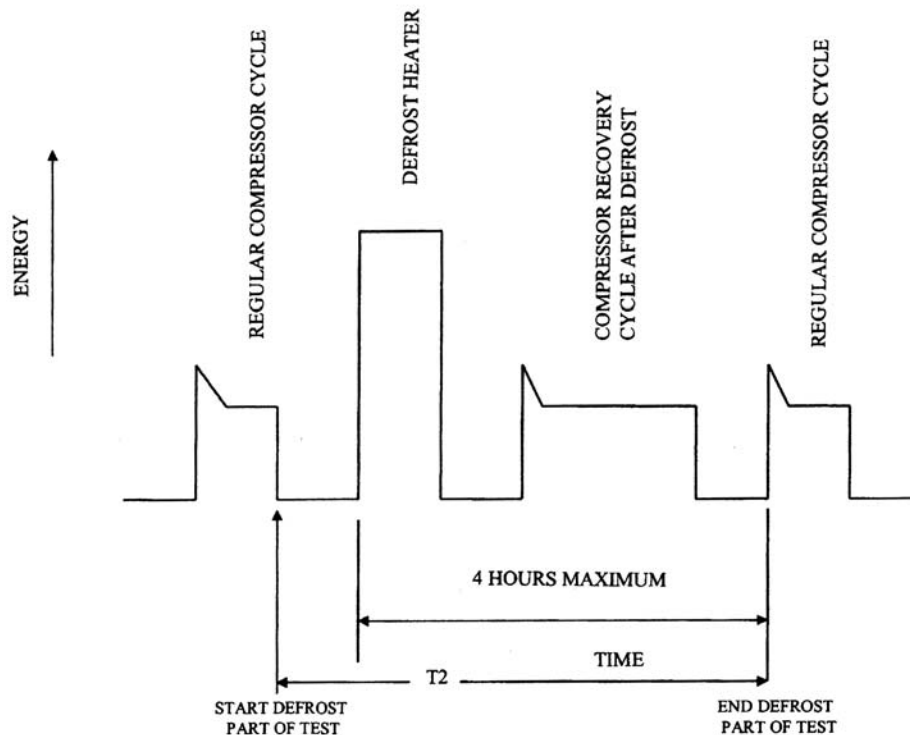 ENERGY
REGULAR COMPRESSOR CYCLE
DEFROST HEATER
COMPRESSOR RECOVERY
CYCLE AFTER DEFROST
REGULAR COMPRESSOR CYCLE
4 HOURS MAXIMUM
TIME
T2
START DEFROST
PART OF TEST
END DEFROST
PART OF TEST